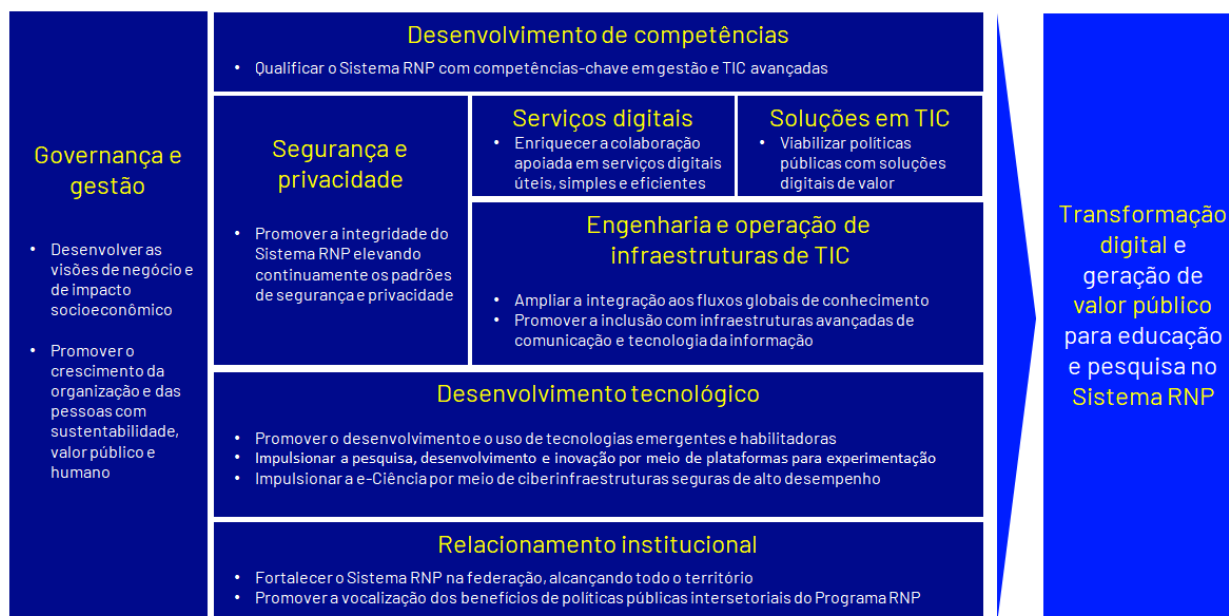 Governança e
gestão
• Desenvolver as
visões de negócio e
de impacto
socioeconômico
• Promover o
crescimento da
organização e das
pessoas com
sustentabilidade,
valor público e
humano
Desenvolvimento de competências
• Qualificar o Sistema RNP com competências-chave em gestão e TIC avançadas
Segurança e
privacidade
• Promover a integridade do
Sistema RNP elevando
continuamente os padrões
de segurança e privacidade
Serviços digitais
• Enriquecer a colaboração
apoiada em serviços digitais
úteis, simples e eficientes
Soluções em TIC
• Viabilizar políticas
públicas com soluções
digitais de valor
Engenharia e operação de
infraestruturas de TIC
• Ampliar a integração aos fluxos globais de conhecimento
• Promover a inclusão com infraestruturas avançadas de
comunicação e tecnologia da informação
Desenvolvimento tecnológico
• Promover o desenvolvimento e o uso de tecnologias emergentes e habilitadoras
• Impulsionar a pesquisa, desenvolvimento e inovação por meio de plataformas para experimentação
• Impulsionar a e-Ciência por meio de ciberinfraestruturas seguras de alto desempenho
Relacionamento institucional
• Fortalecer o Sistema RNP na federação, alcançando todo o território
• Promover a vocalização dos benefícios de políticas públicas intersetoriais do Programa RNP
Transformação
digital e
geração de
valor público
para educação
e pesquisa no
Sistema RNP